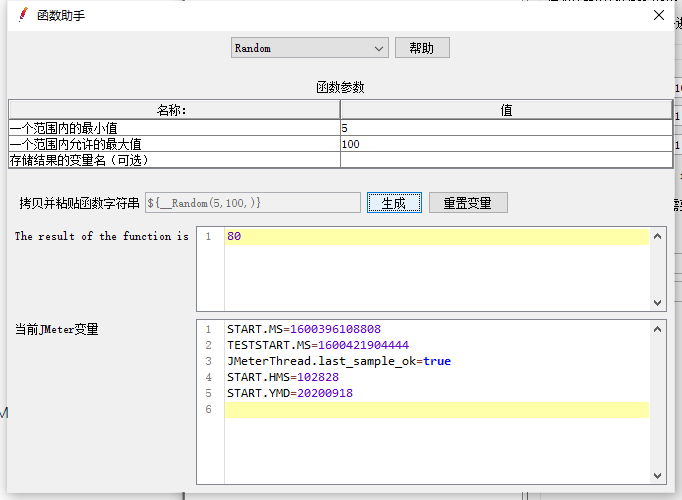 函数助手
Random 帮助
函数参数
名称: 值
一个范围内的最小值 5
一个范围内允许的最大值 100
存储结果的变量名（可选）
拷贝并粘贴函数字符串 ${__Random(5,100,)} 生成 重置变量
The result of the function is 1 80
当前JMeter变量
1 START.MS=1600396108808
2 TESTSTART.MS=1600421904444
3 JMeterThread.last_sample_ok=true
4 START.HMS=102828
5 START.YMD=20200918
6